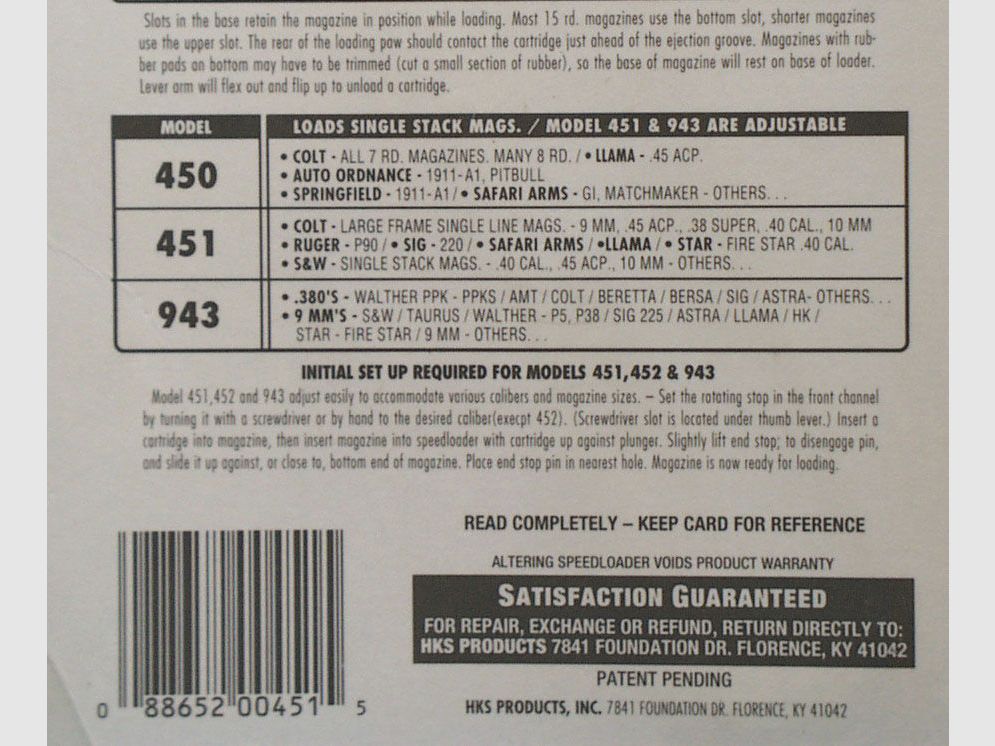 Slots in the base retain the magazine in position while loading. Most 15 rd. magazines use the bottom slot, shorter magazines
use the upper slot. The rear of the loading paw should contact the cartridge just ahead of the ejection groove. Magazines with rub-
ber pads on bottom may have to be trimmed (cut a small section of rubber), so the base of magazine will rest on base of loader.
Lever arm will flex out and flip up to unload a cartridge.
MODEL LOADS SINGLE STACK MAGS. / MODEL 451 & 943 ARE ADJUSTABLE
450
• COLT - ALL 7 RD. MAGAZINES. MANY 8 RD. / • LLAMA - .45 ACP.
• AUTO ORDNANCE - 1911-A1, PITBULL
• SPRINGFIELD - 1911-A1 / • SAFARI ARMS - GI, MATCHMAKER - OTHERS. . .
451
• COLT - LARGE FRAME SINGLE LINE MAGS. - 9 MM, .45 ACP., .38 SUPER, .40 CAL., 10 MM
• RUGER - P90 / • SIG - 220 / • SAFARI ARMS / •LLAMA / • STAR - FIRE STAR .40 CAL.
• S&W - SINGLE STACK MAGS. - .40 CAL., .45 ACP., 10 MM - OTHERS. . .
943
• .380'S - WALTHER PPK - PPKS / AMT / COLT / BERETTA / BERSA / SIG / ASTRA- OTHERS. . .
• 9 MM'S - S&W / TAURUS / WALTHER - P5, P38 / SIG 225 / ASTRA / LLAMA / HK /
STAR - FIRE STAR / 9 MM - OTHERS. . .
INITIAL SET UP REQUIRED FOR MODELS 451,452 & 943
Model 451,452 and 943 adjust easily to accommodate various calibers and magazine sizes. – Set the rotating stop in the front channel
by turning it with a screwdriver or by hand to the desired caliber(execpt 452). (Screwdriver slot is located under thumb lever.) Insert a
cartridge into magazine, then insert magazine into speedloader with cartridge up against plunger. Slightly lift end stop; to disengage pin,
and slide it up against, or close to, bottom end of magazine. Place end stop pin in nearest hole. Magazine is now ready for loading.
READ COMPLETELY – KEEP CARD FOR REFERENCE
ALTERING SPEEDLOADER VOIDS PRODUCT WARRANTY
SATISFACTION GUARANTEED
FOR REPAIR, EXCHANGE OR REFUND, RETURN DIRECTLY TO:
HKS PRODUCTS 7841 FOUNDATION DR. FLORENCE, KY 41042
PATENT PENDING
HKS PRODUCTS, INC. 7841 FOUNDATION DR. FLORENCE, KY 41042
0 88652 00451 5